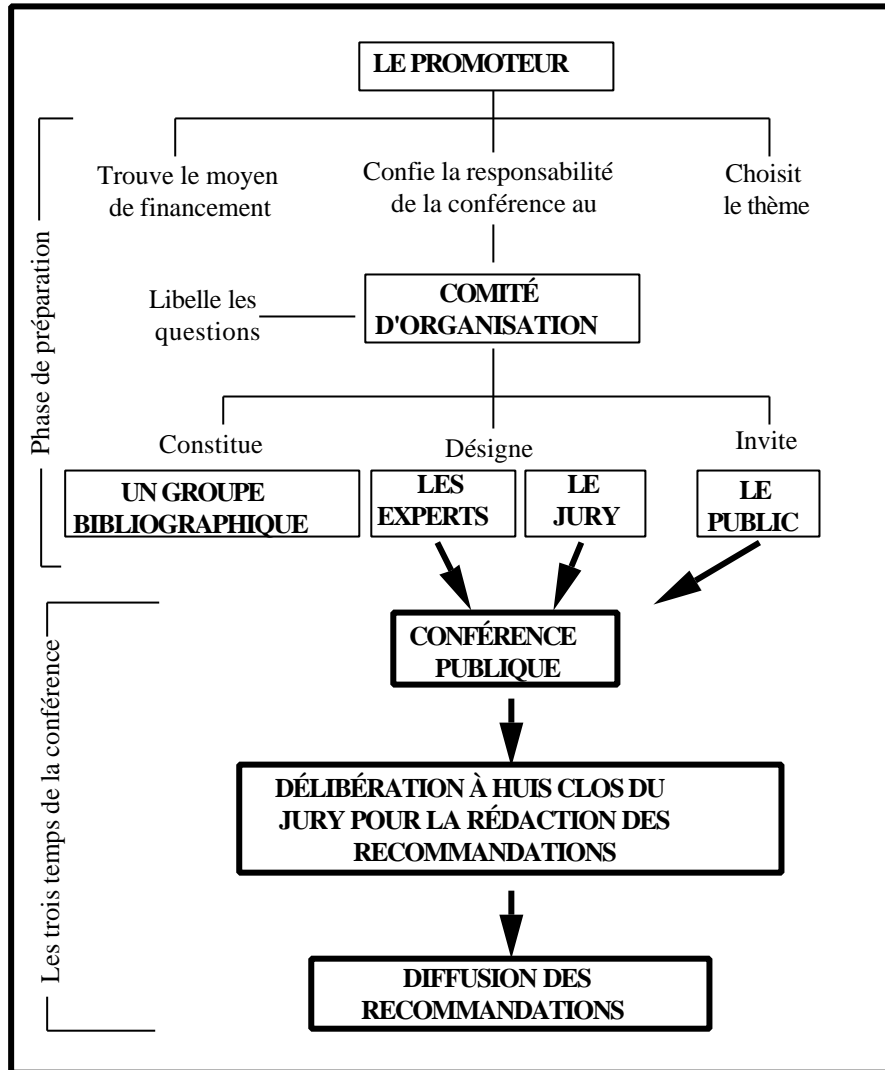 LE PROMOTEUR
Trouve le moyen
de financement
Confie la responsabilité
de la conférence au
Choisit
le thème
Phase de préparation
Libelle les
questions
COMITÉ
D'ORGANISATION
Constitue
Désigne
Invite
UN GROUPE
BIBLIOGRAPHIQUE
LES
EXPERTS
LE
JURY
LE
PUBLIC
Les trois temps de la conférence
CONFÉRENCE
PUBLIQUE
DÉLIBÉRATION À HUIS CLOS DU
JURY POUR LA RÉDACTION DES
RECOMMANDATIONS
DIFFUSION DES
RECOMMANDATIONS